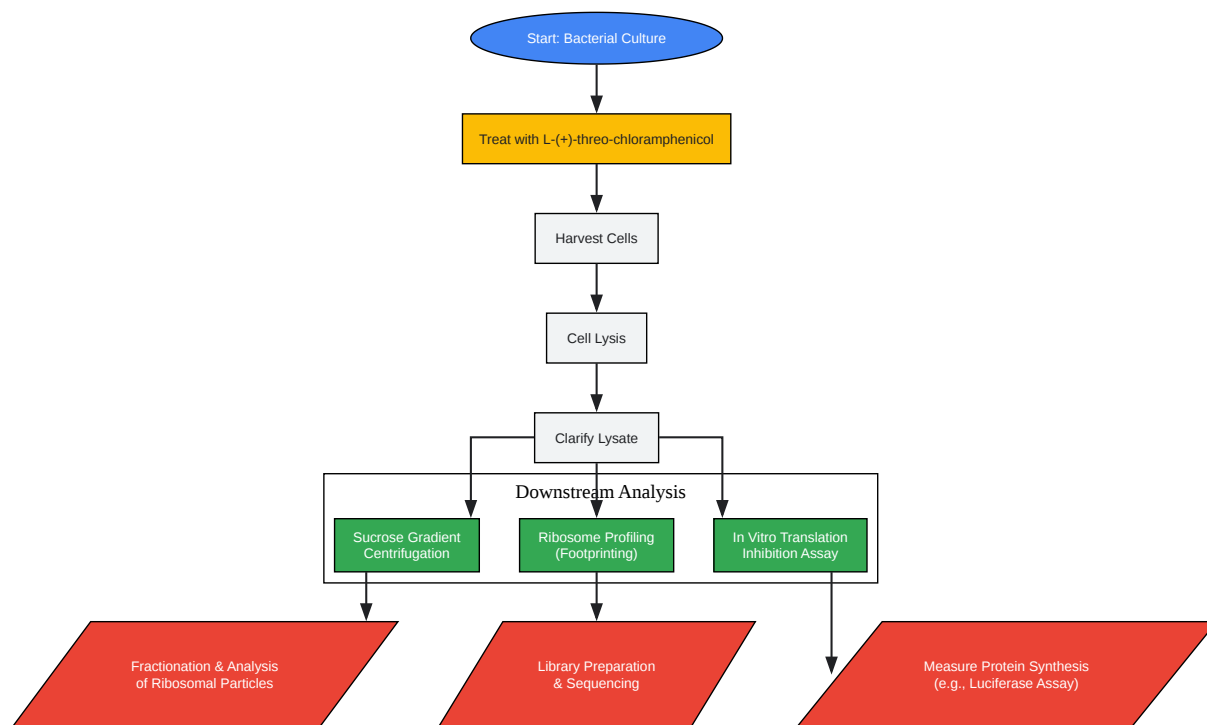 Start: Bacterial Culture
Treat with L-(+)-threo-chloramphenicol
Harvest Cells
Cell Lysis
Clarify Lysate
Downstream Analysis
Sucrose Gradient
Centrifugation
Ribosome Profiling
(Footprinting)
In Vitro Translation
Inhibition Assay
Fractionation & Analysis
of Ribosomal Particles
Library Preparation
& Sequencing
Measure Protein Synthesis
(e.g., Luciferase Assay)